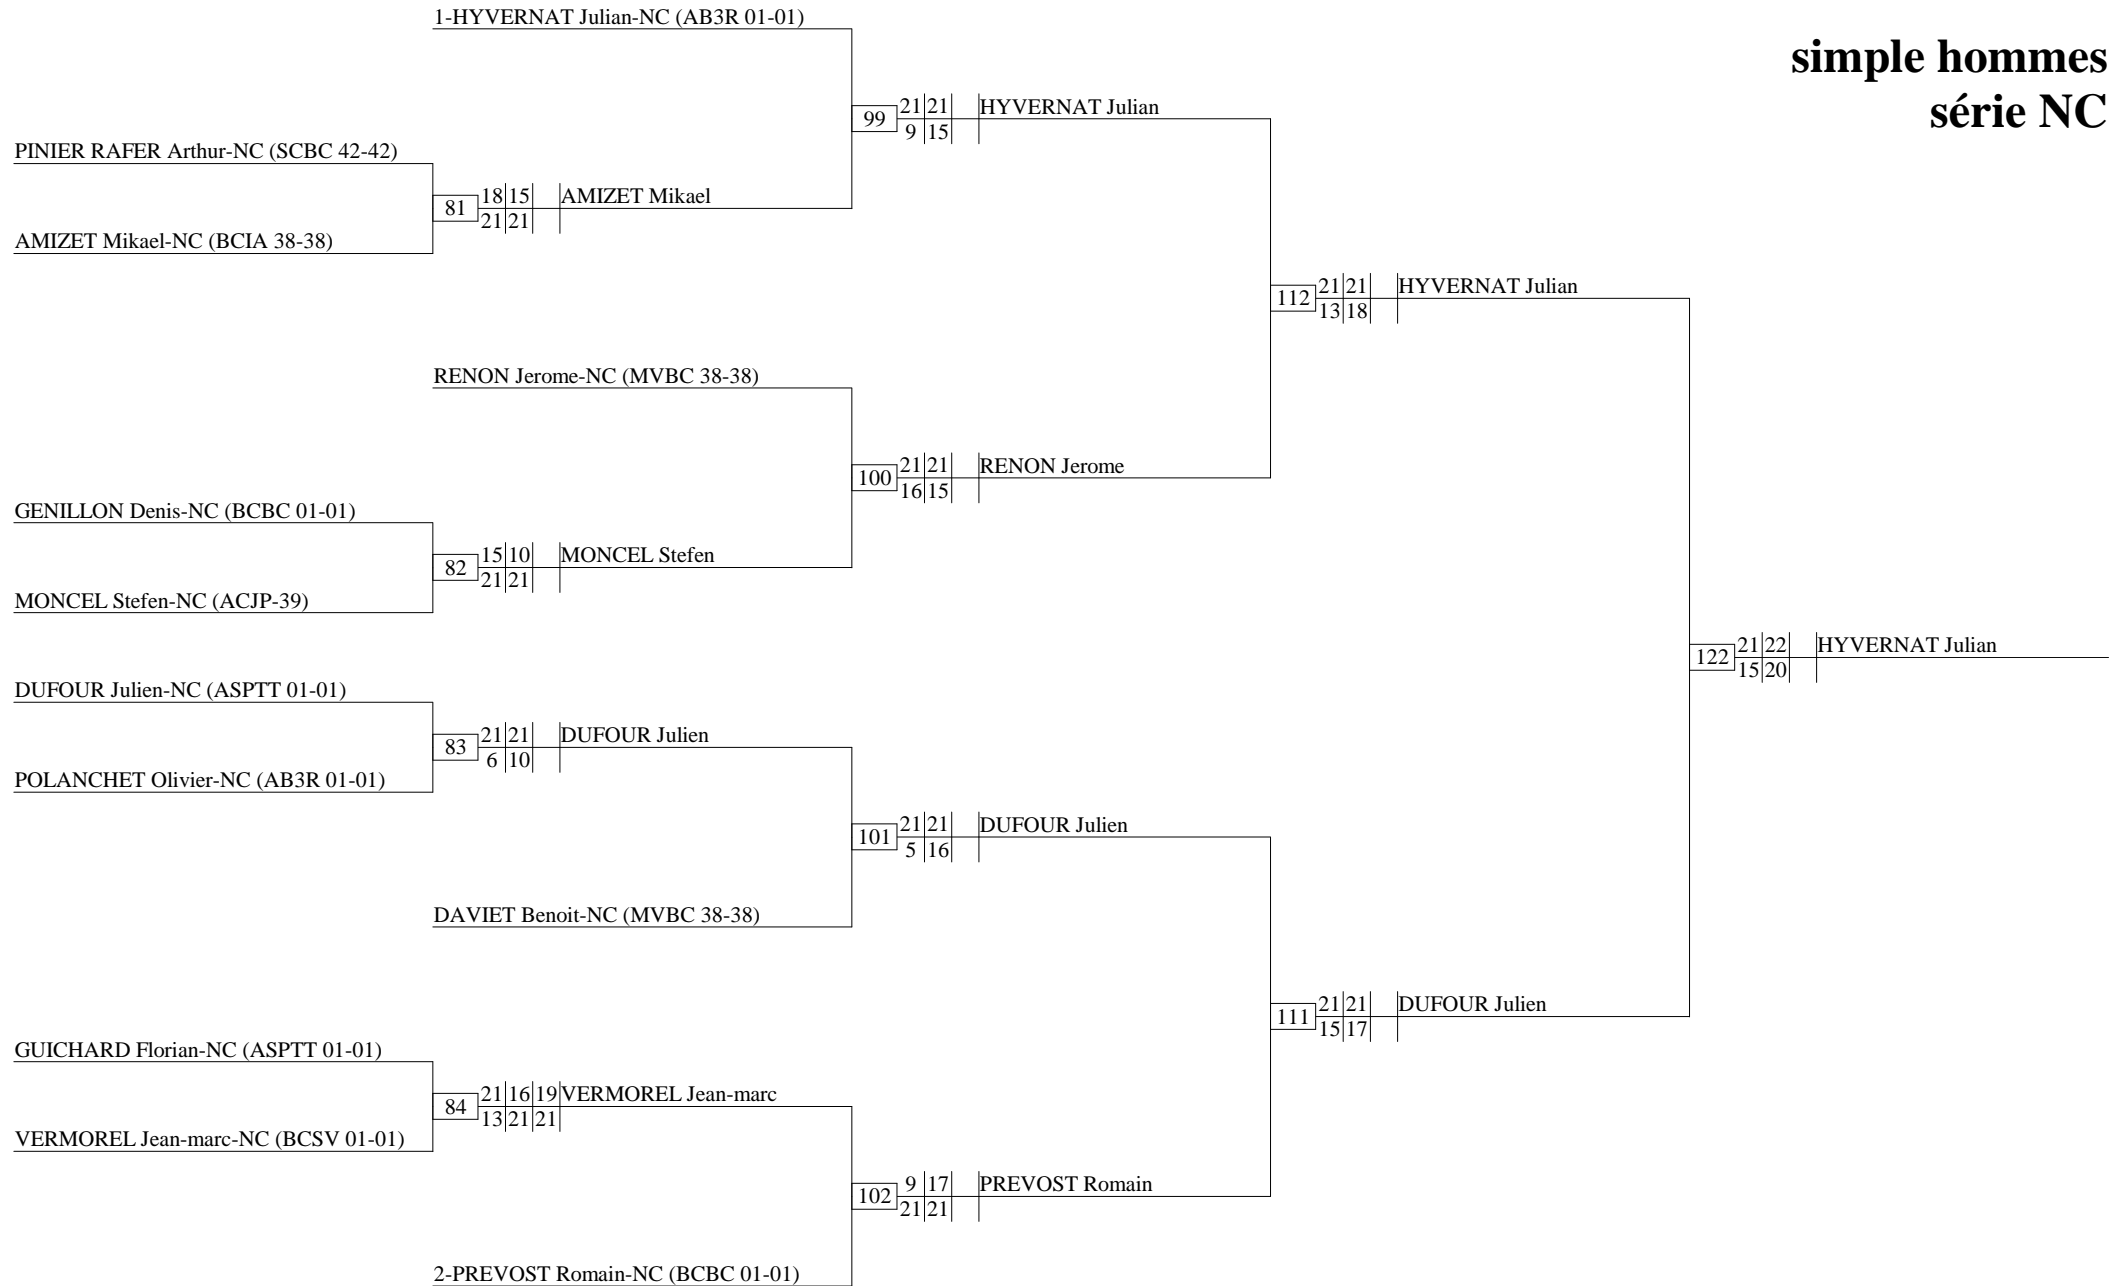 simple hommes
série NC
1-HYVERNAT Julian-NC (AB3R 01-01)
PINIER RAFER Arthur-NC (SCBC 42-42)
81
18 15
21 21
AMIZET Mikael
AMIZET Mikael-NC (BCIA 38-38)
99
21 21
9 15
HYVERNAT Julian
RENON Jerome-NC (MVBC 38-38)
GENILLON Denis-NC (BCBC 01-01)
82
15 10
21 21
MONCEL Stefen
MONCEL Stefen-NC (ACJP-39)
100
21 21
16 15
RENON Jerome
112
21 21
13 18
HYVERNAT Julian
DUFOUR Julien-NC (ASPTT 01-01)
83
21 21
6 10
DUFOUR Julien
POLANCHET Olivier-NC (AB3R 01-01)
101
21 21
5 16
DUFOUR Julien
DAVIET Benoit-NC (MVBC 38-38)
GUICHARD Florian-NC (ASPTT 01-01)
84
21 16 19
13 21 21
VERMOREL Jean-marc
VERMOREL Jean-marc-NC (BCSV 01-01)
102
9 17
21 21
PREVOST Romain
2-PREVOST Romain-NC (BCBC 01-01)
111
21 21
15 17
DUFOUR Julien
122
21 22
15 20
HYVERNAT Julian